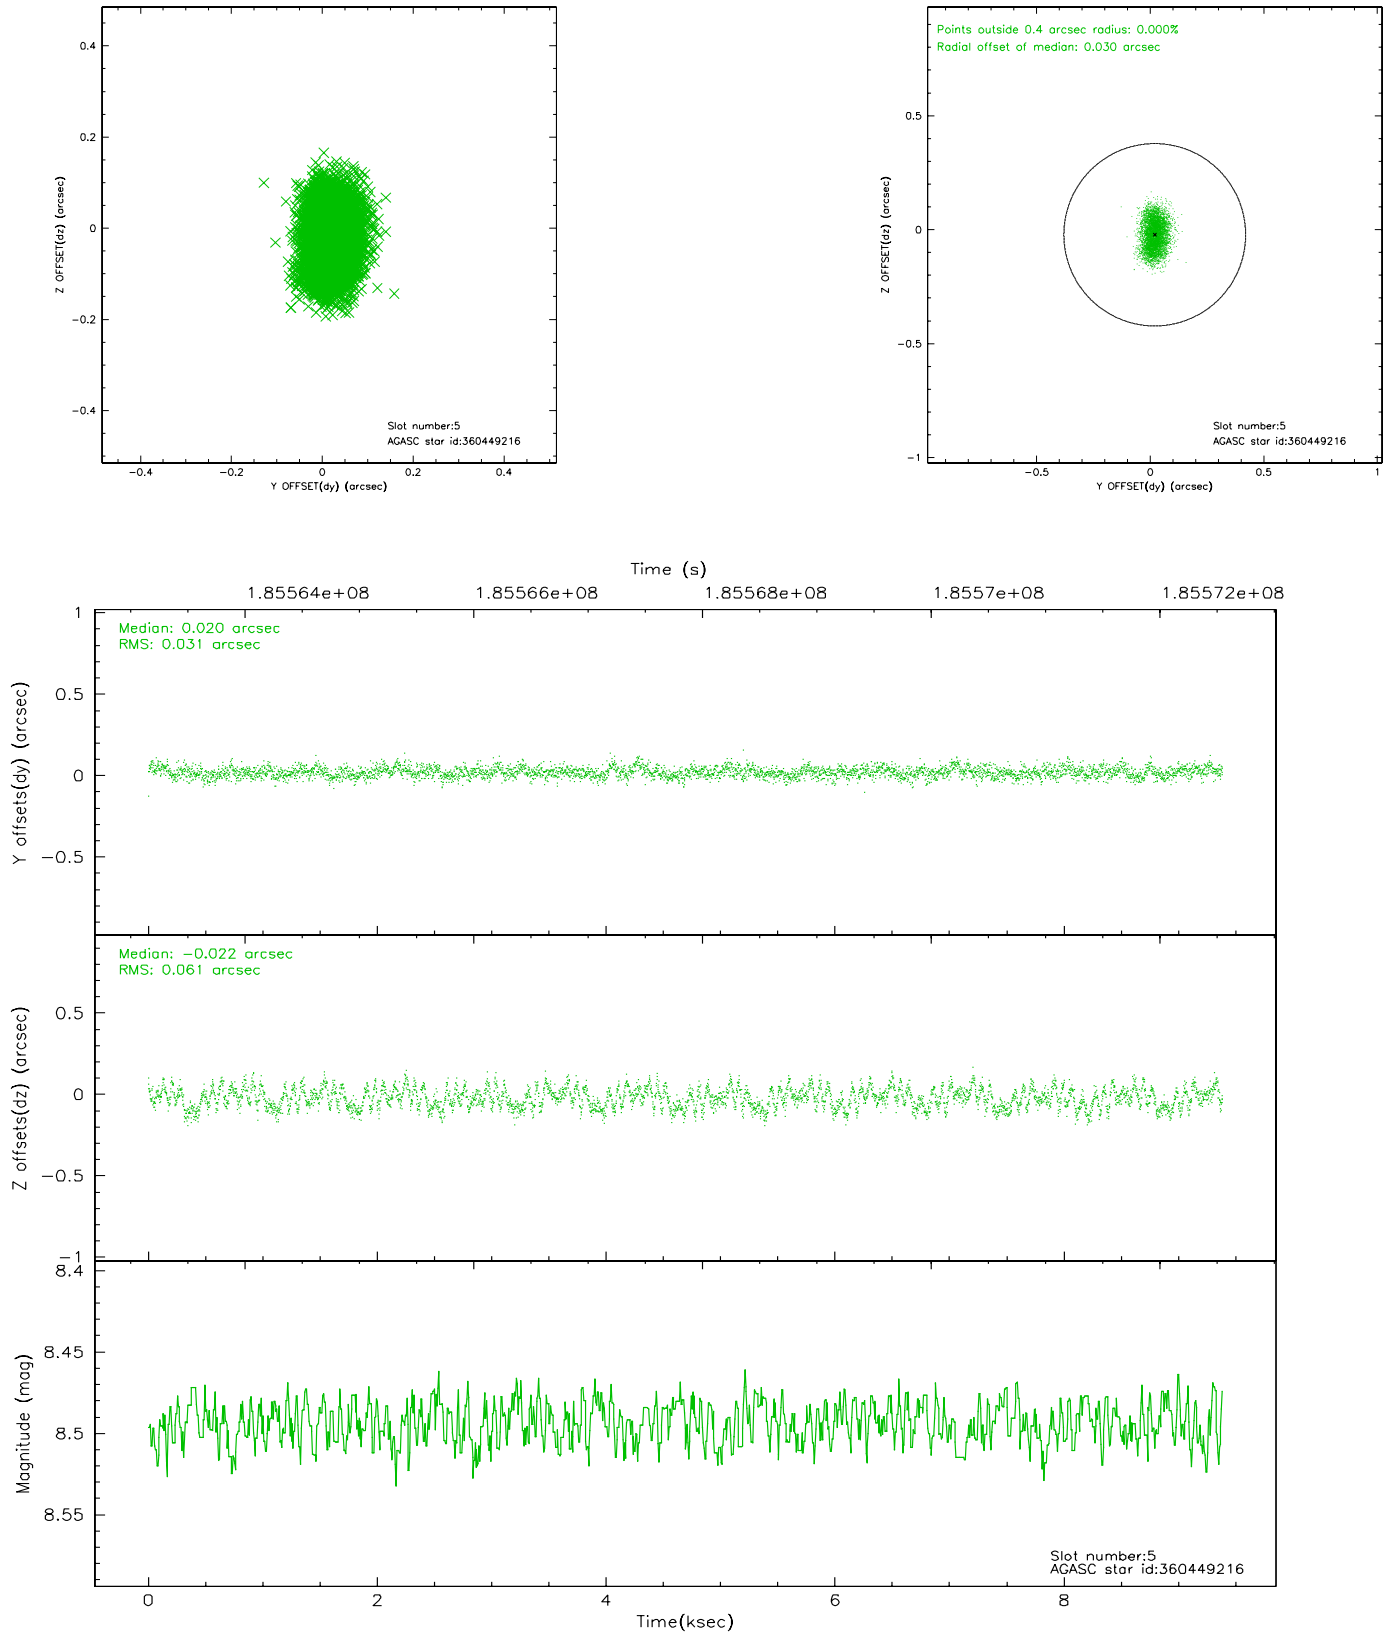 0.4
0.2
0
−0.2
−0.4
Z OFFSET(dz) (arcsec)
Slot number:5
AGASC star id:360449216
−0.4 −0.2 0 0.2 0.4
Y OFFSET(dy) (arcsec)
Points outside 0.4 arcsec radius: 0.000%
Radial offset of median: 0.030 arcsec
0.5
0
−0.5
−1
Z OFFSET(dz) (arcsec)
Slot number:5
AGASC star id:360449216
−0.5 0 0.5 1
Y OFFSET(dy) (arcsec)
Time (s)
1.85564e+08 1.85566e+08 1.85568e+08 1.8557e+08 1.85572e+08
Median: 0.020 arcsec
RMS: 0.031 arcsec
1
0.5
0
−0.5
Y offsets(dy) (arcsec)
Median: −0.022 arcsec
RMS: 0.061 arcsec
0.5
0
−0.5
−1
Z offsets(dz) (arcsec)
8.4
8.45
8.5
8.55
Magnitude (mag)
Slot number:5
AGASC star id:360449216
0 2 4 6 8
Time(ksec)